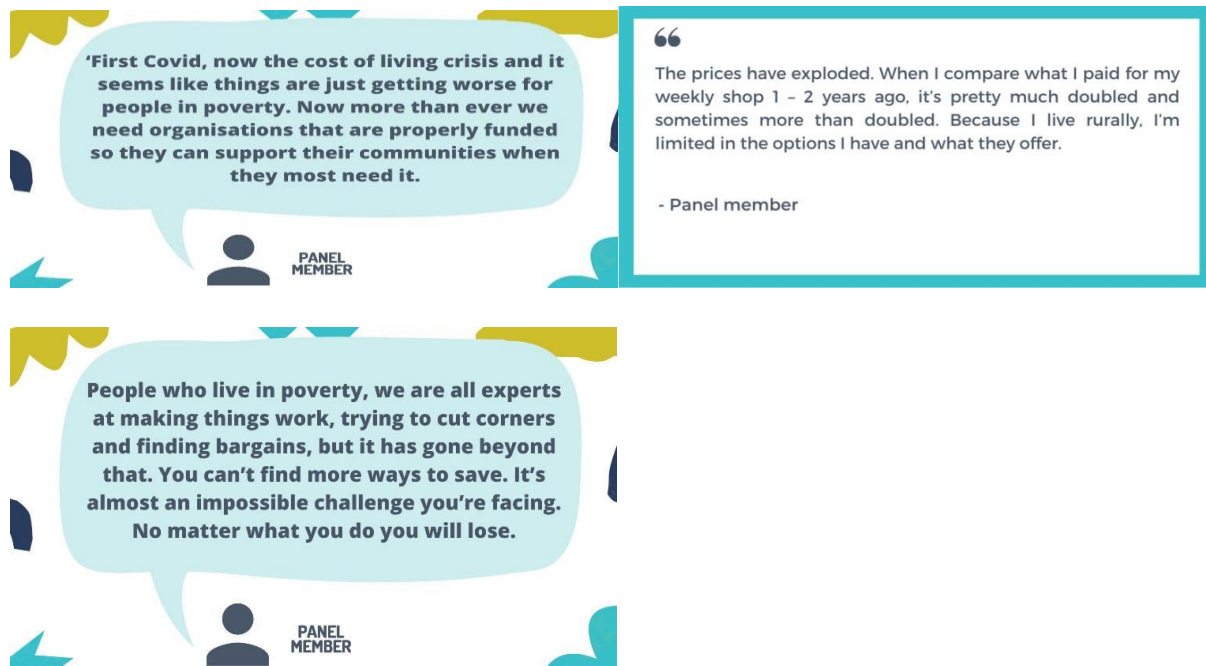 ‘First Covid, now the cost of living crisis and it
seems like things are just getting worse for
people in poverty. Now more than ever we
need organisations that are properly funded
so they can support their communities when
they most need it.
PANEL
MEMBER
“
The prices have exploded. When I compare what I paid for my
weekly shop 1 – 2 years ago, it’s pretty much doubled and
sometimes more than doubled. Because I live rurally, I’m
limited in the options I have and what they offer.
- Panel member
People who live in poverty, we are all experts
at making things work, trying to cut corners
and finding bargains, but it has gone beyond
that. You can’t find more ways to save. It’s
almost an impossible challenge you’re facing.
No matter what you do you will lose.
PANEL
MEMBER